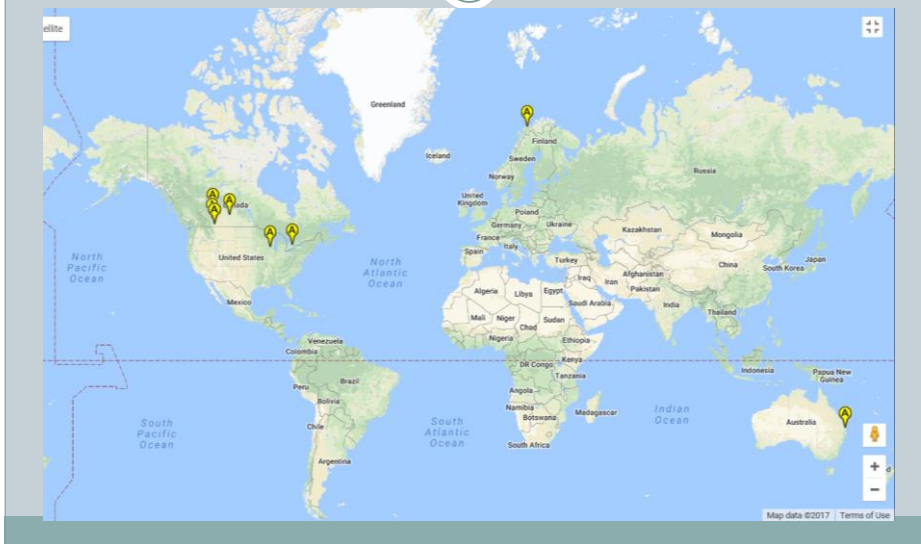 ellite
Greenland
Iceland
Finland
Sweden
Norway
Russia
United
Kingdom
Poland
Germany
Ukraine
France
Italy
Spain
Turkey
Kazakhstan
Mongolia
China
Japan
South Korea
Afghanistan
Iraq
Iran
Pakistan
Algeria
Libya
Egypt
Saudi Arabia
India
Thailand
Mali
Niger
Chad
Sudan
Nigeria
Ethiopia
DR Congo
Kenya
Tanzania
Angola
Namibia
Botswana
Madagascar
South Africa
Indonesia
Papua New
Guinea
Australia
A
A
A
A
A
A
A
A
United States
Mexico
Venezuela
Colombia
Peru
Brazil
Bolivia
Chile
Argentina
North
Pacific
Ocean
North
Atlantic
Ocean
South
Pacific
Ocean
South
Atlantic
Ocean
Indian
Ocean
+
−
Map data ©2017
Terms of Use